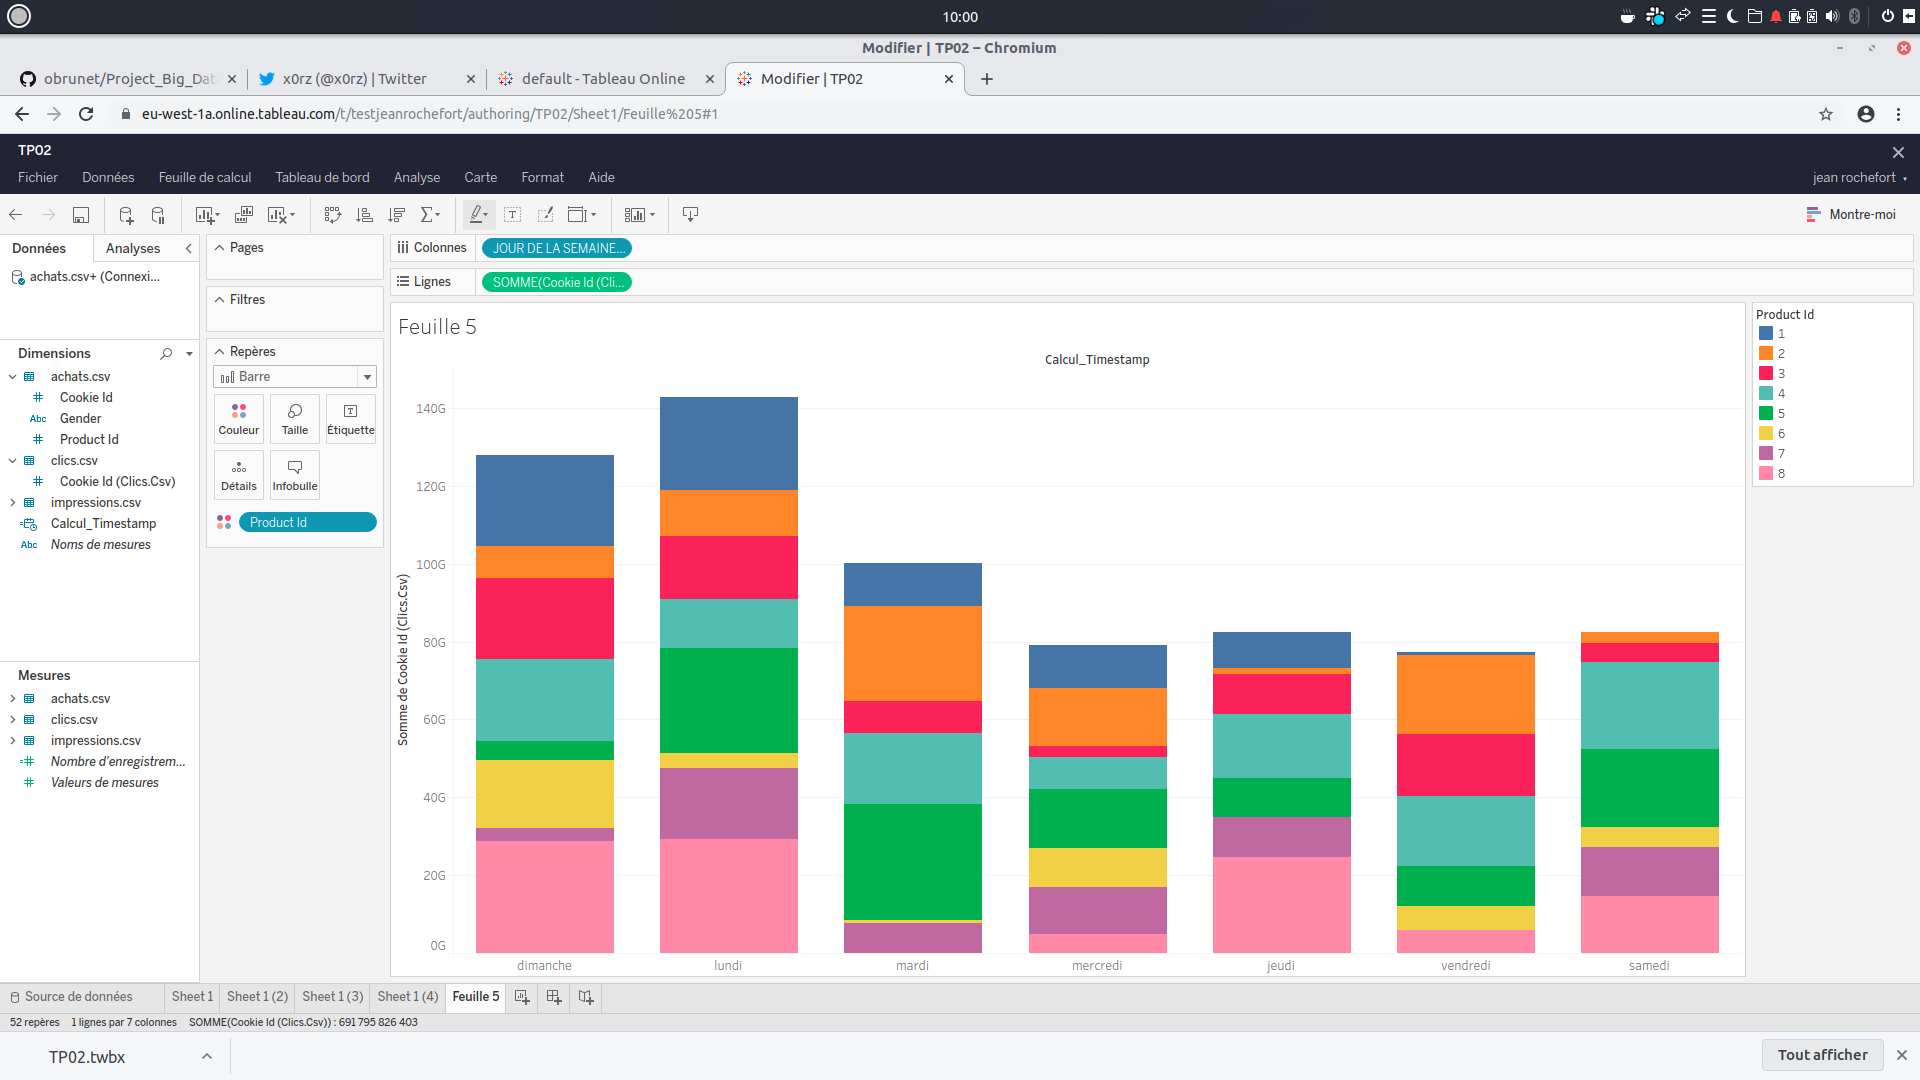 10:00
Modifier | TP02 – Chromium
obrunet/Project_Big_Dat
x0rz (@x0rz) | Twitter
default - Tableau Online
Modifier | TP02
eu-west-1a.online.tableau.com/t/testjeanrochefort/authoring/TP02/Sheet1/Feuille%205#1
TP02
Fichier Données Feuille de calcul Tableau de bord Analyse Carte Format Aide
jean rochefort
Montre-moi
Données Analyses
achats.csv+ (Connexi...
Dimensions
achats.csv
Cookie Id
Abc Gender
Product Id
clics.csv
Cookie Id (Clics.Csv)
impressions.csv
Calcul_Timestamp
Abc Noms de mesures
Mesures
achats.csv
clics.csv
impressions.csv
Nombre d'enregistrem...
Valeurs de mesures
Pages
Filtres
Repères
Barre
Couleur Taille Étiquette
Détails Infobulle
Product Id
Colonnes
JOUR DE LA SEMAINE...
Lignes
SOMME(Cookie Id (Cli...
Feuille 5
Calcul_Timestamp
Somme de Cookie Id (Clics.Csv)
140G
120G
100G
80G
60G
40G
20G
0G
dimanche lundi mardi mercredi jeudi vendredi samedi
Product Id
1
2
3
4
5
6
7
8
Source de données Sheet 1 Sheet 1 (2) Sheet 1 (3) Sheet 1 (4) Feuille 5
52 repères 1 lignes par 7 colonnes SOMME(Cookie Id (Clics.Csv)) : 691 795 826 403
TP02.twbx
Tout afficher